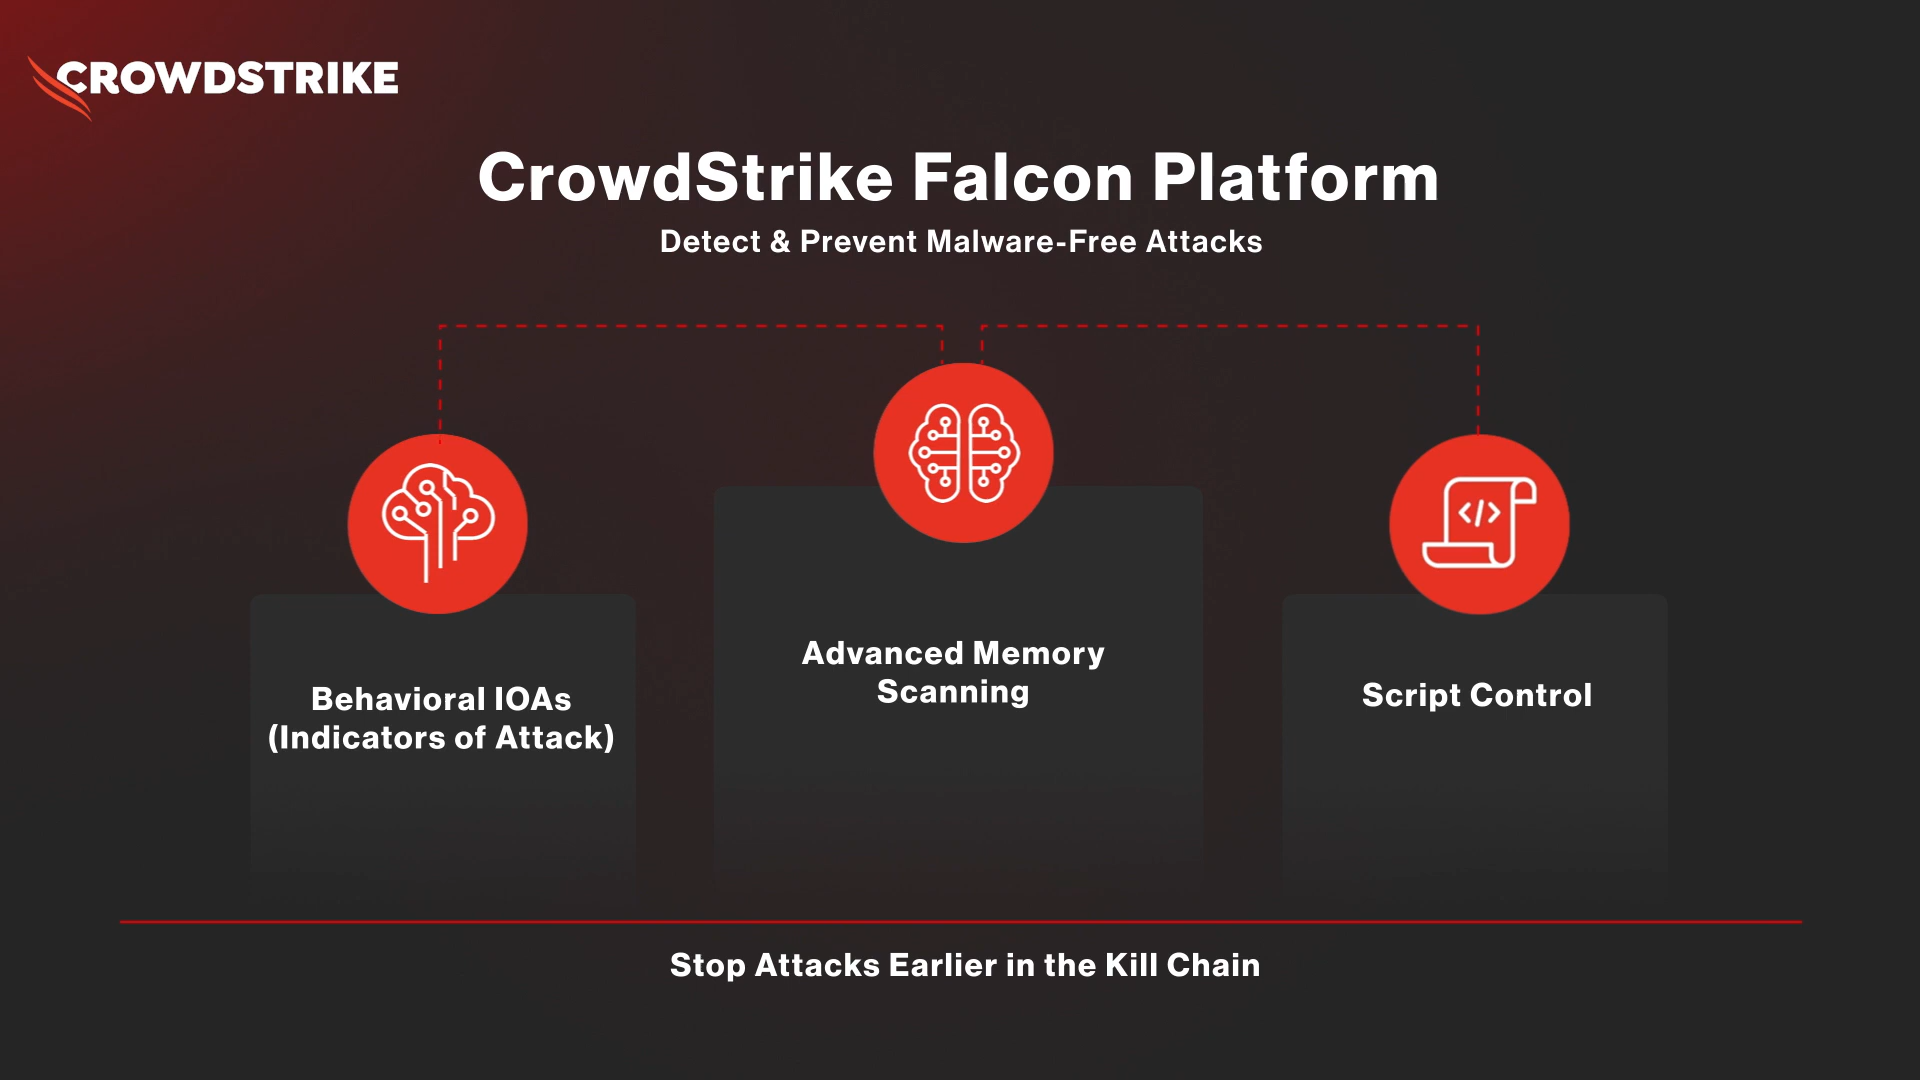 CROWDSTRIKE
CrowdStrike Falcon Platform
Detect & Prevent Malware-Free Attacks
Behavioral IOAs
(Indicators of Attack)
Advanced Memory
Scanning
</>
Script Control
Stop Attacks Earlier in the Kill Chain